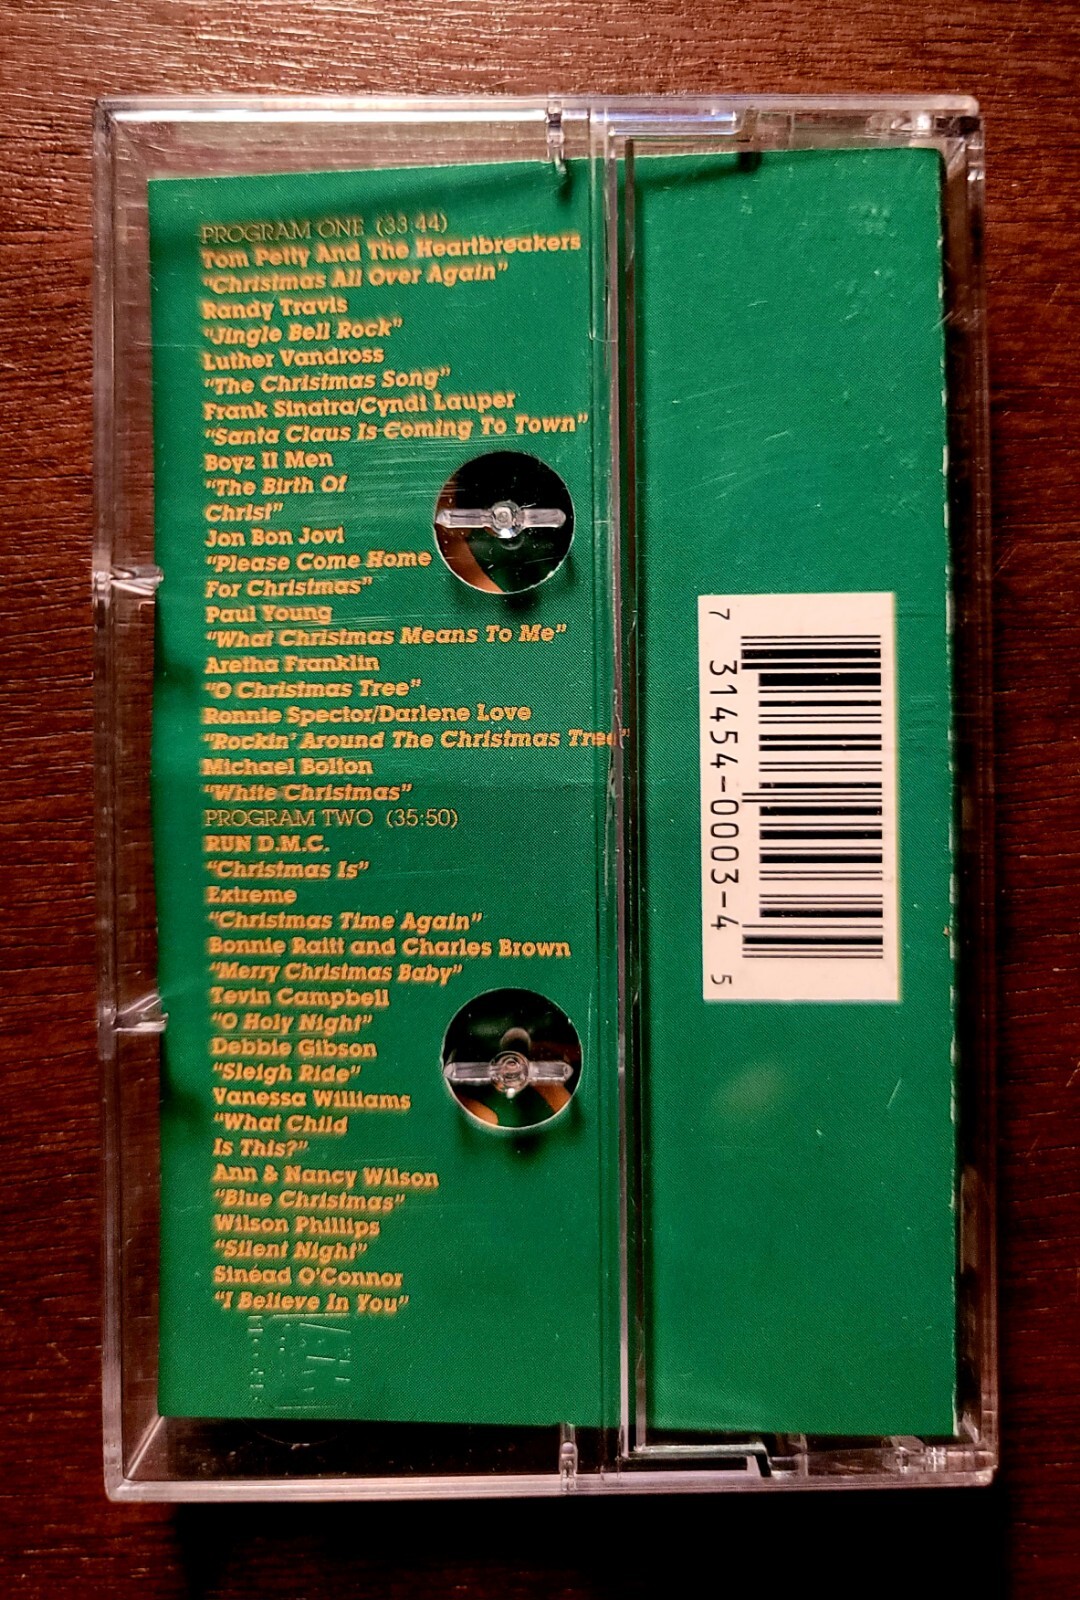 PROGRAM ONE (33:44)
Tom Petty And The Heartbreakers
"Christmas All Over Again"
Randy Travis
"Jingle Bell Rock"
Luther Vandross
"The Christmas Song"
Frank Sinatra/Cyndi Lauper
"Santa Claus Is Coming To Town"
Boyz II Men
"The Birth Of
Christ"
Jon Bon Jovi
"Please Come Home
For Christmas"
Paul Young
"What Christmas Means To Me"
Aretha Franklin
"O Christmas Tree"
Ronnie Spector/Darlene Love
"Rockin' Around The Christmas Tree"
Michael Bolton
"White Christmas"
PROGRAM TWO (35:50)
RUN D.M.C.
"Christmas Is"
Extreme
"Christmas Time Again"
Bonnie Raitt and Charles Brown
"Merry Christmas Baby"
Tevin Campbell
"O Holy Night"
Debbie Gibson
"Sleigh Ride"
Vanessa Williams
"What Child
Is This?"
Ann & Nancy Wilson
"Blue Christmas"
Wilson Phillips
"Silent Night"
Sinéad O'Connor
"I Believe In You"
7 31454-0003-4 5